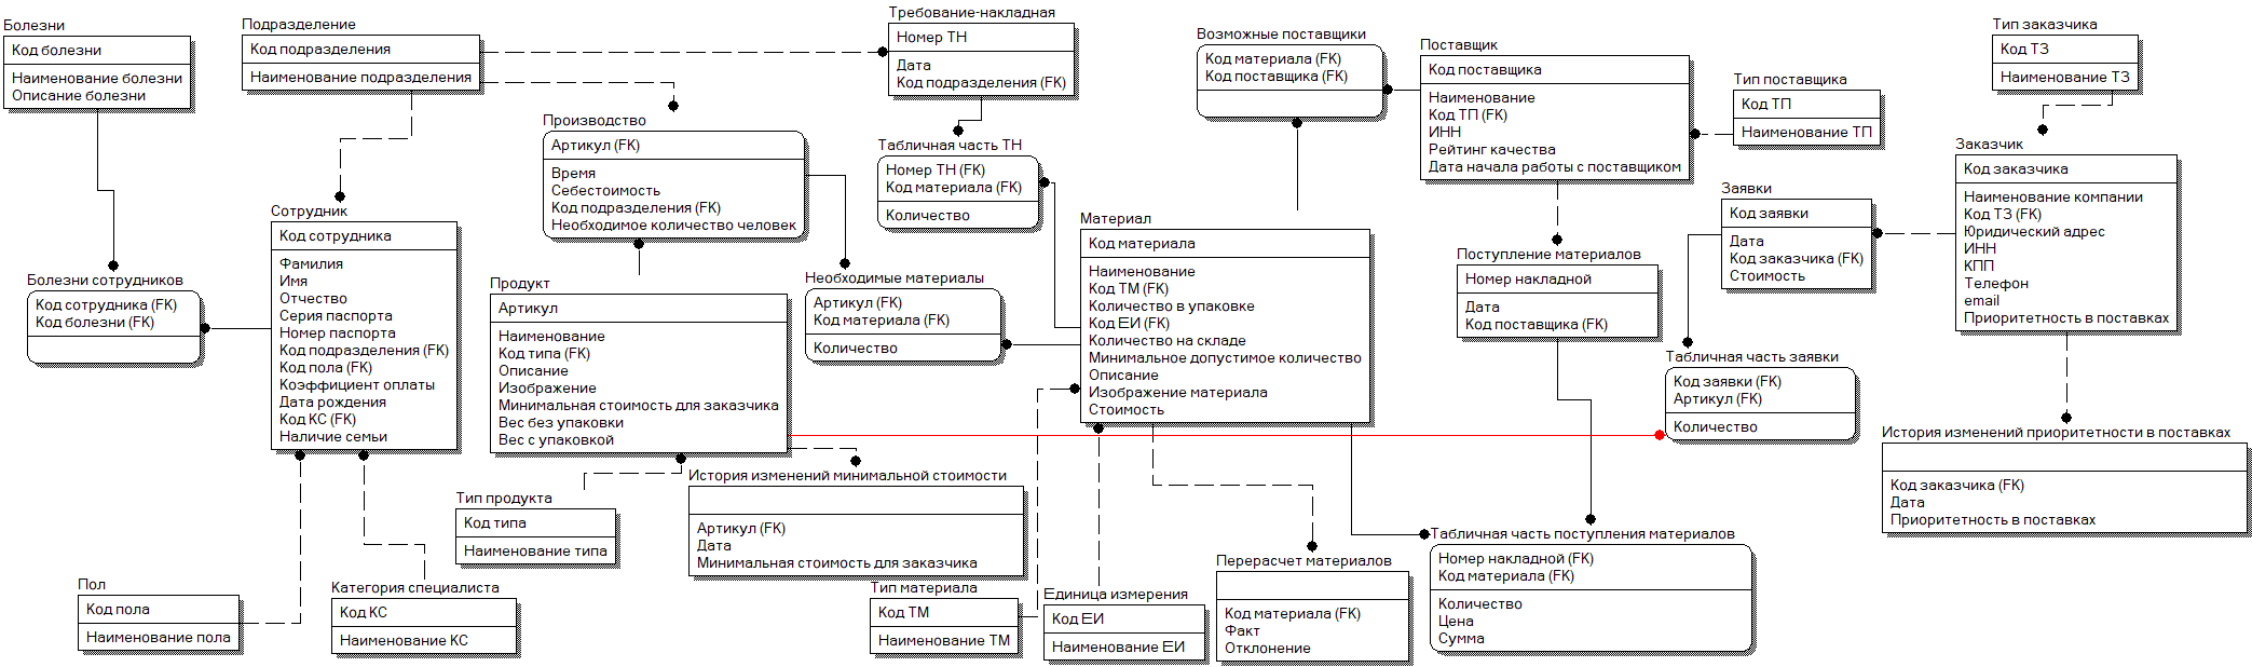 Болезни
Код болезни
Наименование болезни
Описание болезни
Подразделение
Код подразделения
Наименование подразделения
Требование-накладная
Номер ТН
Дата
Код подразделения (FK)
Возможные поставщики
Код материала (FK)
Код поставщика (FK)
Поставщик
Код поставщика
Наименование
Код ТП (FK)
ИНН
Рейтинг качества
Дата начала работы с поставщиком
Тип поставщика
Код ТП
Наименование ТП
Тип заказчика
Код ТЗ
Наименование ТЗ
Производство
Артикул (FK)
Время
Себестоимость
Код подразделения (FK)
Необходимое количество человек
Табличная часть ТН
Номер ТН (FK)
Код материала (FK)
Количество
Заказчик
Код заказчика
Наименование компании
Код ТЗ (FK)
Юридический адрес
ИНН
КПП
Телефон
email
Приоритетность в поставках
Заявки
Код заявки
Дата
Код заказчика (FK)
Стоимость
Сотрудник
Код сотрудника
Фамилия
Имя
Отчество
Серия паспорта
Номер паспорта
Код подразделения (FK)
Код пола (FK)
Коэффициент оплаты
Дата рождения
Код КС (FK)
Наличие семьи
Материал
Код материала
Наименование
Код ТМ (FK)
Количество в упаковке
Код ЕИ (FK)
Количество на складе
Минимальное допустимое количество
Описание
Изображение материала
Стоимость
Поступление материалов
Номер накладной
Дата
Код поставщика (FK)
Болезни сотрудников
Код сотрудника (FK)
Код болезни (FK)
Продукт
Артикул
Наименование
Код типа (FK)
Описание
Изображение
Минимальная стоимость для заказчика
Вес без упаковки
Вес с упаковкой
Необходимые материалы
Артикул (FK)
Код материала (FK)
Количество
Табличная часть заявки
Код заявки (FK)
Артикул (FK)
Количество
История изменений приоритетности в поставках
Код заказчика (FK)
Дата
Приоритетность в поставках
История изменений минимальной стоимости
Артикул (FK)
Дата
Минимальная стоимость для заказчика
Тип продукта
Код типа
Наименование типа
Табличная часть поступления материалов
Номер накладной (FK)
Код материала (FK)
Количество
Цена
Сумма
Перерасчет материалов
Код материала (FK)
Факт
Отклонение
Пол
Код пола
Наименование пола
Категория специалиста
Код КС
Наименование КС
Тип материала
Код ТМ
Наименование ТМ
Единица измерения
Код ЕИ
Наименование ЕИ